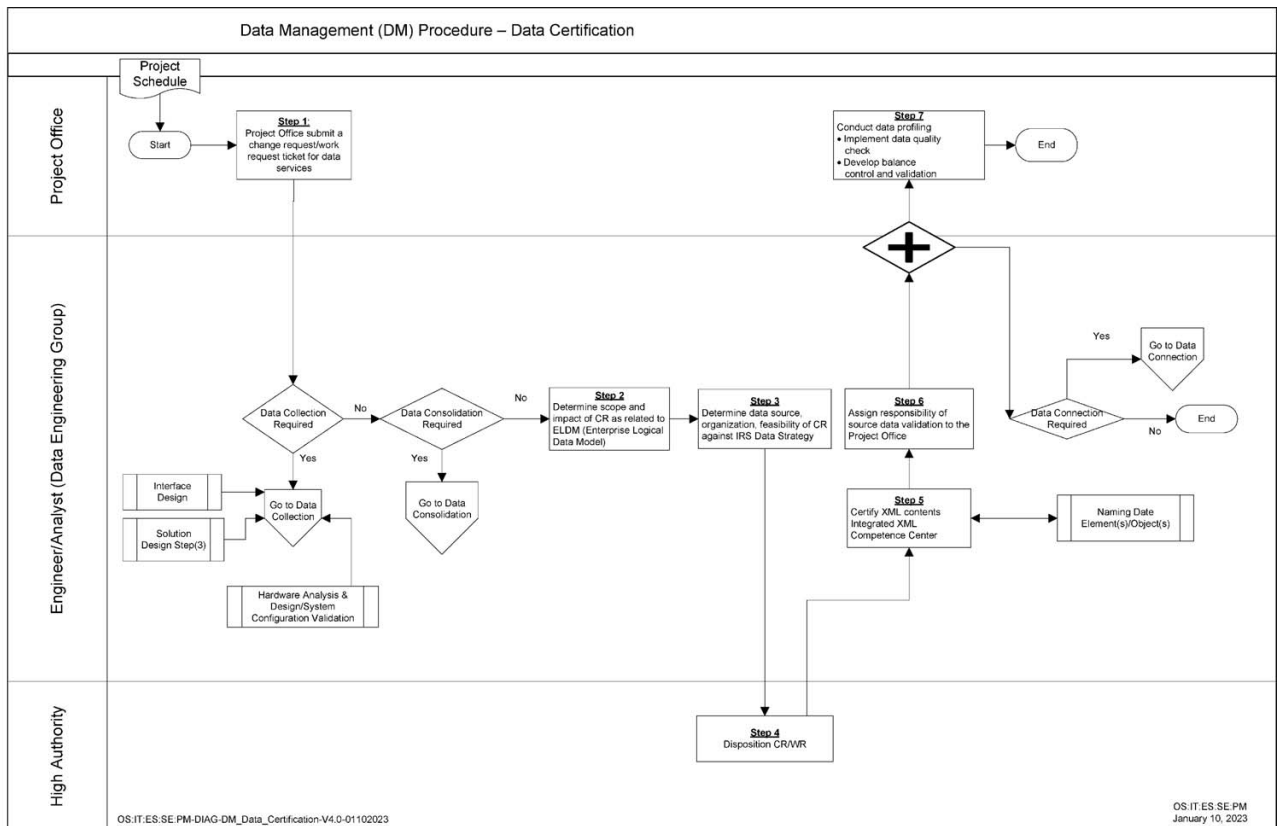 Data Management (DM) Procedure – Data Certification
Project
Schedule
Project Office
Start
Step 1:
Project Office submit a
change request/work
request ticket for data
services
Step 7
Conduct data profiling
• Implement data quality
check
• Develop balance
control and validation
End
Engineer/Analyst (Data Engineering Group)
Data Collection
Required
No
Yes
Data Consolidation
Required
No
Yes
Step 2
Determine scope and
impact of CR as related to
ELDM (Enterprise Logical
Data Model)
Step 3
Determine data source,
organization, feasibility of CR
against IRS Data Strategy
Step 6
Assign responsibility of
source data validation to the
Project Office
Yes
Go to Data
Connection
Data Connection
Required
No
End
Interface
Design
Solution
Design Step(3)
Go to Data
Collection
Go to Data
Consolidation
Hardware Analysis &
Design/System
Configuration Validation
Step 5
Certify XML contents
Integrated XML
Competence Center
Naming Date
Element(s)/Object(s)
High Authority
Step 4
Disposition CR/WR
OS:IT:ES:SE:PM-DIAG-DM_Data_Certification-V4.0-01102023
OS:IT:ES:SE:PM
January 10, 2023